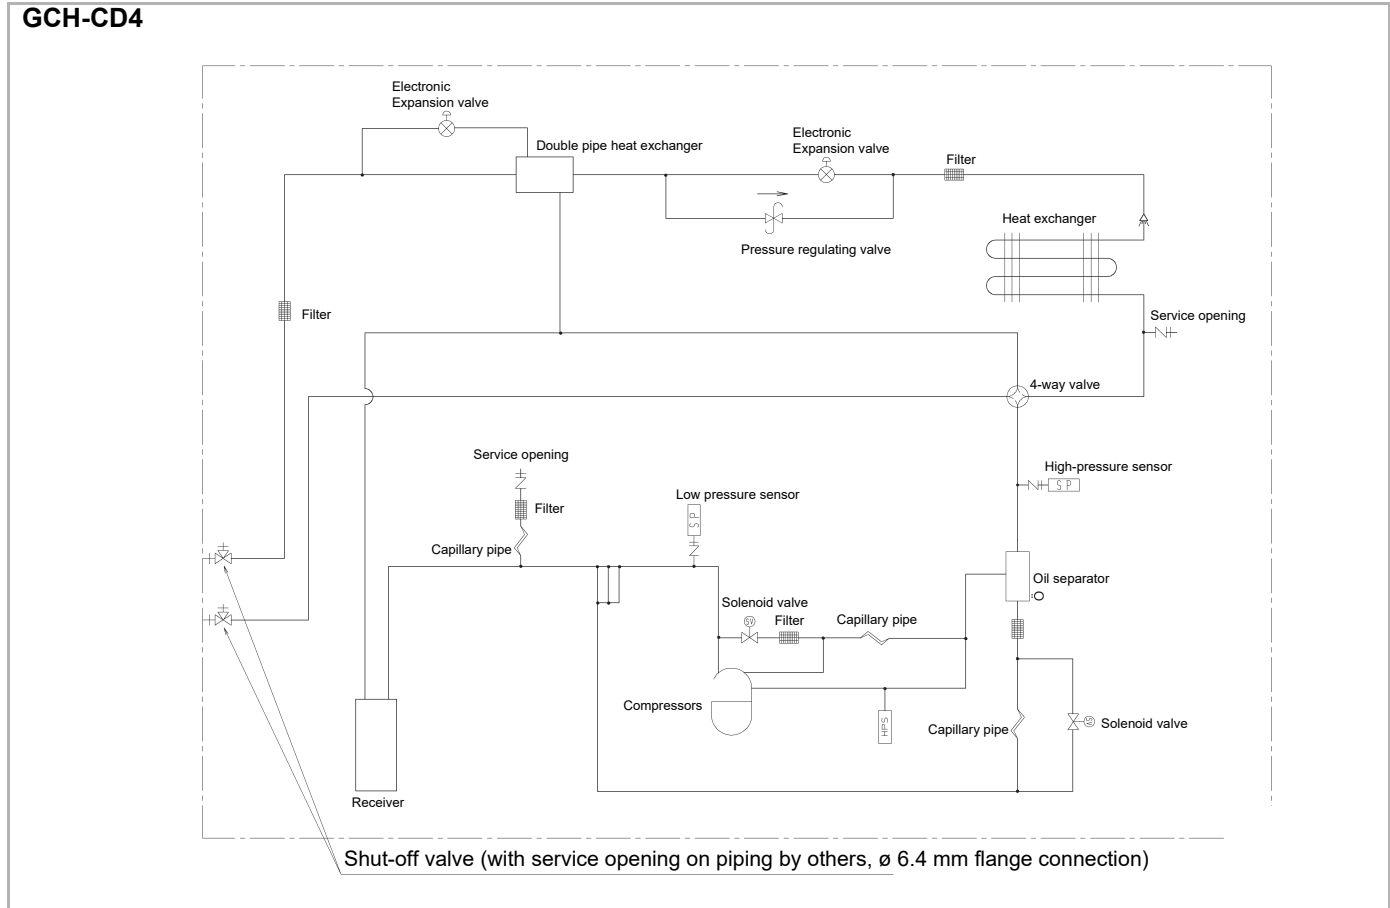 GCH-CD4
Electronic
Expansion valve
Double pipe heat exchanger
Electronic
Expansion valve
Filter
Heat exchanger
Pressure regulating valve
Filter
Service opening
4-way valve
Service opening
High-pressure sensor
SP
Low pressure sensor
SP
Filter
Capillary pipe
Oil separator
Solenoid valve
SV
Filter
Capillary pipe
Compressors
HPS
Capillary pipe
SV
Solenoid valve
Receiver
Shut-off valve (with service opening on piping by others, ø 6.4 mm flange connection)